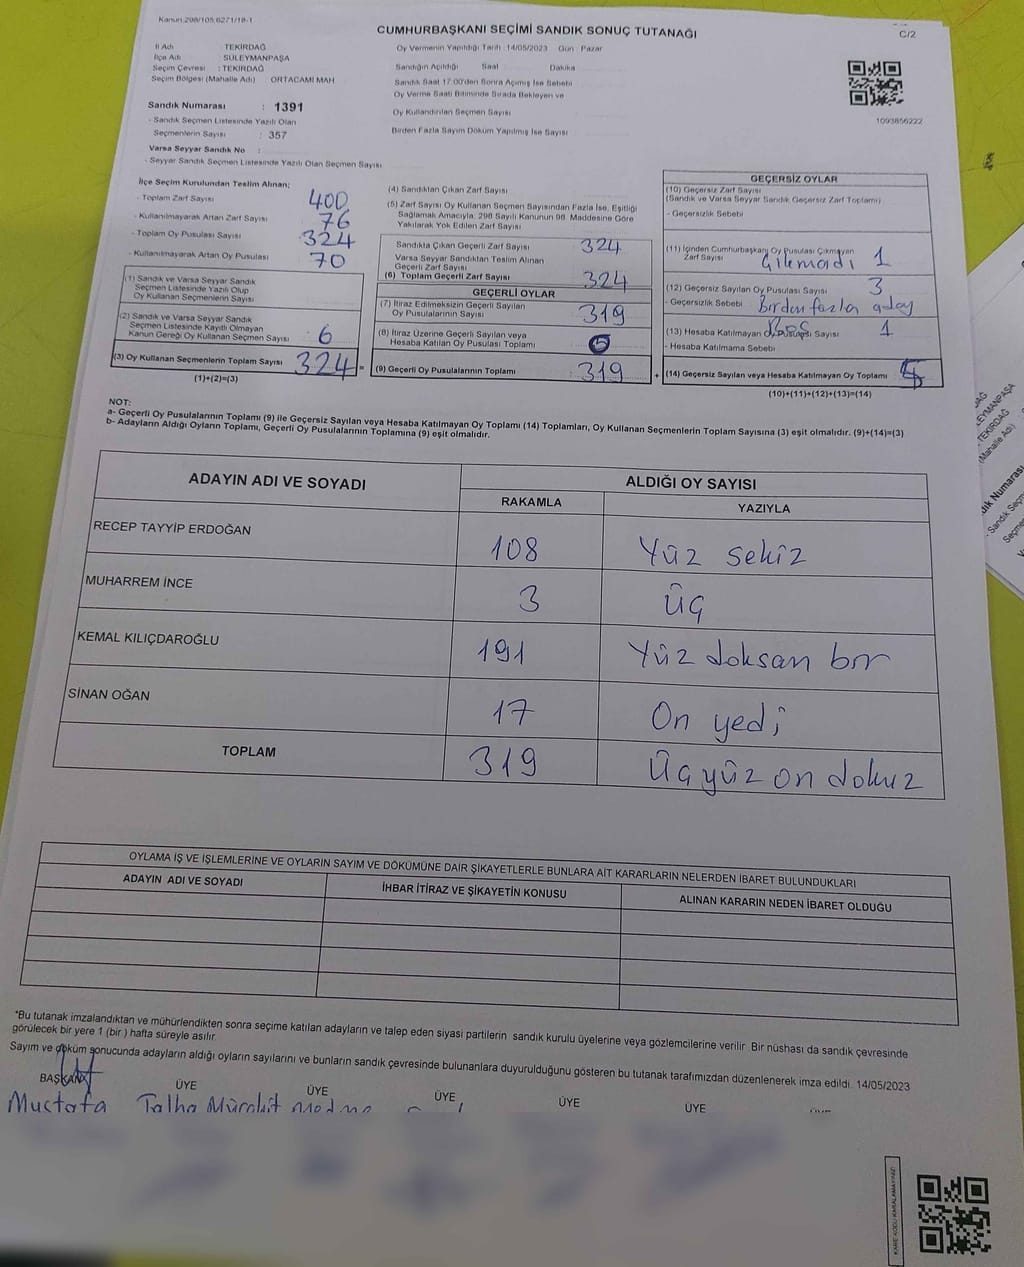 Kanun:298/105,6271/18-1
CUMHURBAŞKANI SEÇİMİ SANDIK SONUÇ TUTANAĞI
C/2
İl Adı : TEKİRDAĞ
İlçe Adı : SÜLEYMANPAŞA
Seçim Çevresi : TEKİRDAĞ
Seçim Bölgesi (Mahalle Adı) ORTACAMİ MAH
Sandık Numarası : 1391
- Sandık Seçmen Listesinde Yazılı Olan
Seçmenlerin Sayısı : 357
Varsa Seyyar Sandık No :
- Seyyar Sandık Seçmen Listesinde Yazılı Olan Seçmen Sayısı
Oy Vermenin Yapıldığı Tarih :14/05/2023 Gün : Pazar
Sandığın Açıldığı Saat Dakika
Sandık Saat 17:00'den Sonra Açılmış İse Sebebi
Oy Verme Saati Bitiminde Sırada Bekleyen ve
Oy Kullandırılan Seçmen Sayısı
Birden Fazla Sayım Döküm Yapılmış İse Sayısı
1093856222
İlçe Seçim Kurulundan Teslim Alınan;
- Toplam Zarf Sayısı 400
- Kullanılmayarak Artan Zarf Sayısı 76
- Toplam Oy Pusulası Sayısı 324
- Kullanılmayarak Artan Oy Pusulası 70
(1) Sandık ve Varsa Seyyar Sandık
Seçmen Listesinde Yazılı Olup
Oy Kullanan Seçmenlerin Sayısı
(2) Sandık ve Varsa Seyyar Sandık
Seçmen Listesinde Kayıtlı Olmayan
Kanun Gereği Oy Kullanan Seçmen Sayısı 6
(3) Oy Kullanan Seçmenlerin Toplam Sayısı 324 =
(1)+(2)=(3)
(4) Sandıktan Çıkan Zarf Sayısı
(5) Zarf Sayısı Oy Kullanan Seçmen Sayısından Fazla İse, Eşitliği
Sağlamak Amacıyla; 298 Sayılı Kanunun 98. Maddesine Göre
Yakılarak Yok Edilen Zarf Sayısı
Sandıkta Çıkan Geçerli Zarf Sayısı 324
Varsa Seyyar Sandıktan Teslim Alınan
Geçerli Zarf Sayısı
(6) Toplam Geçerli Zarf Sayısı 324
GEÇERLİ OYLAR
(7) İtiraz Edilmeksizin Geçerli Sayılan
Oy Pusulası Sayısı 319
(8) İtiraz Üzerine Geçerli Sayılan veya
Hesaba Katılan Oy Pusulası Toplamı
(9) Geçerli Oy Pusulalarının Toplamı 319 +
GEÇERSİZ OYLAR
(10) Geçersiz Zarf Sayısı
(Sandık ve Varsa Seyyar Sandık Geçersiz Zarf Toplamı)
- Geçersizlik Sebebi
(11) İçinden Cumhurbaşkanı Oy Pusulası Çıkmayan
Zarf Sayısı 1
(12) Geçersiz Sayılan Oy Pusulası Sayısı 3
- Geçersizlik Sebebi Birden fazla aday
(13) Hesaba Katılmayan Sayısı 1
- Hesaba Katılmama Sebebi
(14) Geçersiz Sayılan veya Hesaba Katılmayan Oy Toplamı 5
(10)+(11)+(12)+(13)=(14)
NOT:
a- Geçerli Oy Pusulalarının Toplamı (9) ile Geçersiz Sayılan veya Hesaba Katılmayan Oy Toplamı (14) Toplamları, Oy Kullanan Seçmenlerin Toplam Sayısına (3) eşit olmalıdır. (9)+(14)=(3)
b- Adayların Aldığı Oyların Toplamı, Geçerli Oy Pusulalarının Toplamına (9) eşit olmalıdır.
ADAYIN ADI VE SOYADI ALDIĞI OY SAYISI
RAKAMLA YAZIYLA
RECEP TAYYİP ERDOĞAN 108 Yüz sekiz
MUHARREM İNCE 3 Üç
KEMAL KILIÇDAROĞLU 191 Yüz doksan bir
SİNAN OĞAN 17 On yedi
TOPLAM 319 Üçyüz on dokuz
OYLAMA İŞ VE İŞLEMLERİNE VE OYLARIN SAYIM VE DÖKÜMÜNE DAİR ŞİKAYETLERLE BUNLARA AİT KARARLARIN NELERDEN İBARET BULUNDUKLARI
ADAYIN ADI VE SOYADI İHBAR İTİRAZ VE ŞİKAYETİN KONUSU ALINAN KARARIN NEDEN İBARET OLDUĞU
*Bu tutanak imzalandıktan ve mühürlendikten sonra seçime katılan adayların ve talep eden siyasi partilerin sandık kurulu üyelerine veya gözlemcilerine verilir. Bir nüshası da sandık çevresinde
görülecek bir yere 1 (bir ) hafta süreyle asılır.
Sayım ve döküm sonucunda adayların aldığı oyların sayılarını ve bunların sandık çevresinde bulunanlara duyurulduğunu gösteren bu tutanak tarafımızdan düzenlenerek imza edildi. 14/05/2023
BAŞKAN ÜYE ÜYE ÜYE ÜYE ÜYE
Mustafa Talha
KARE KODU KARALAMAYINIZ!
DAĞ
SÜLEYMANPAŞA
TEKİRDAĞ
(Mahalle Adı)